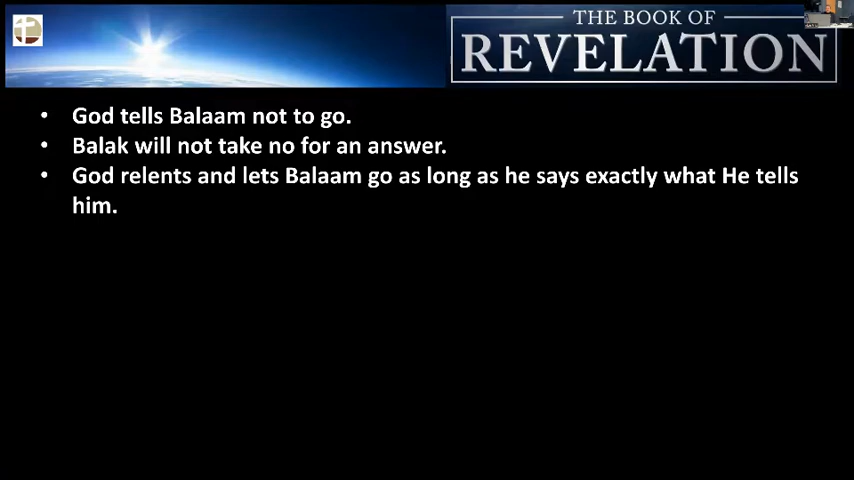 THE BOOK OF
REVELATION
• God tells Balaam not to go.
• Balak will not take no for an answer.
• God relents and lets Balaam go as long as he says exactly what He tells
him.